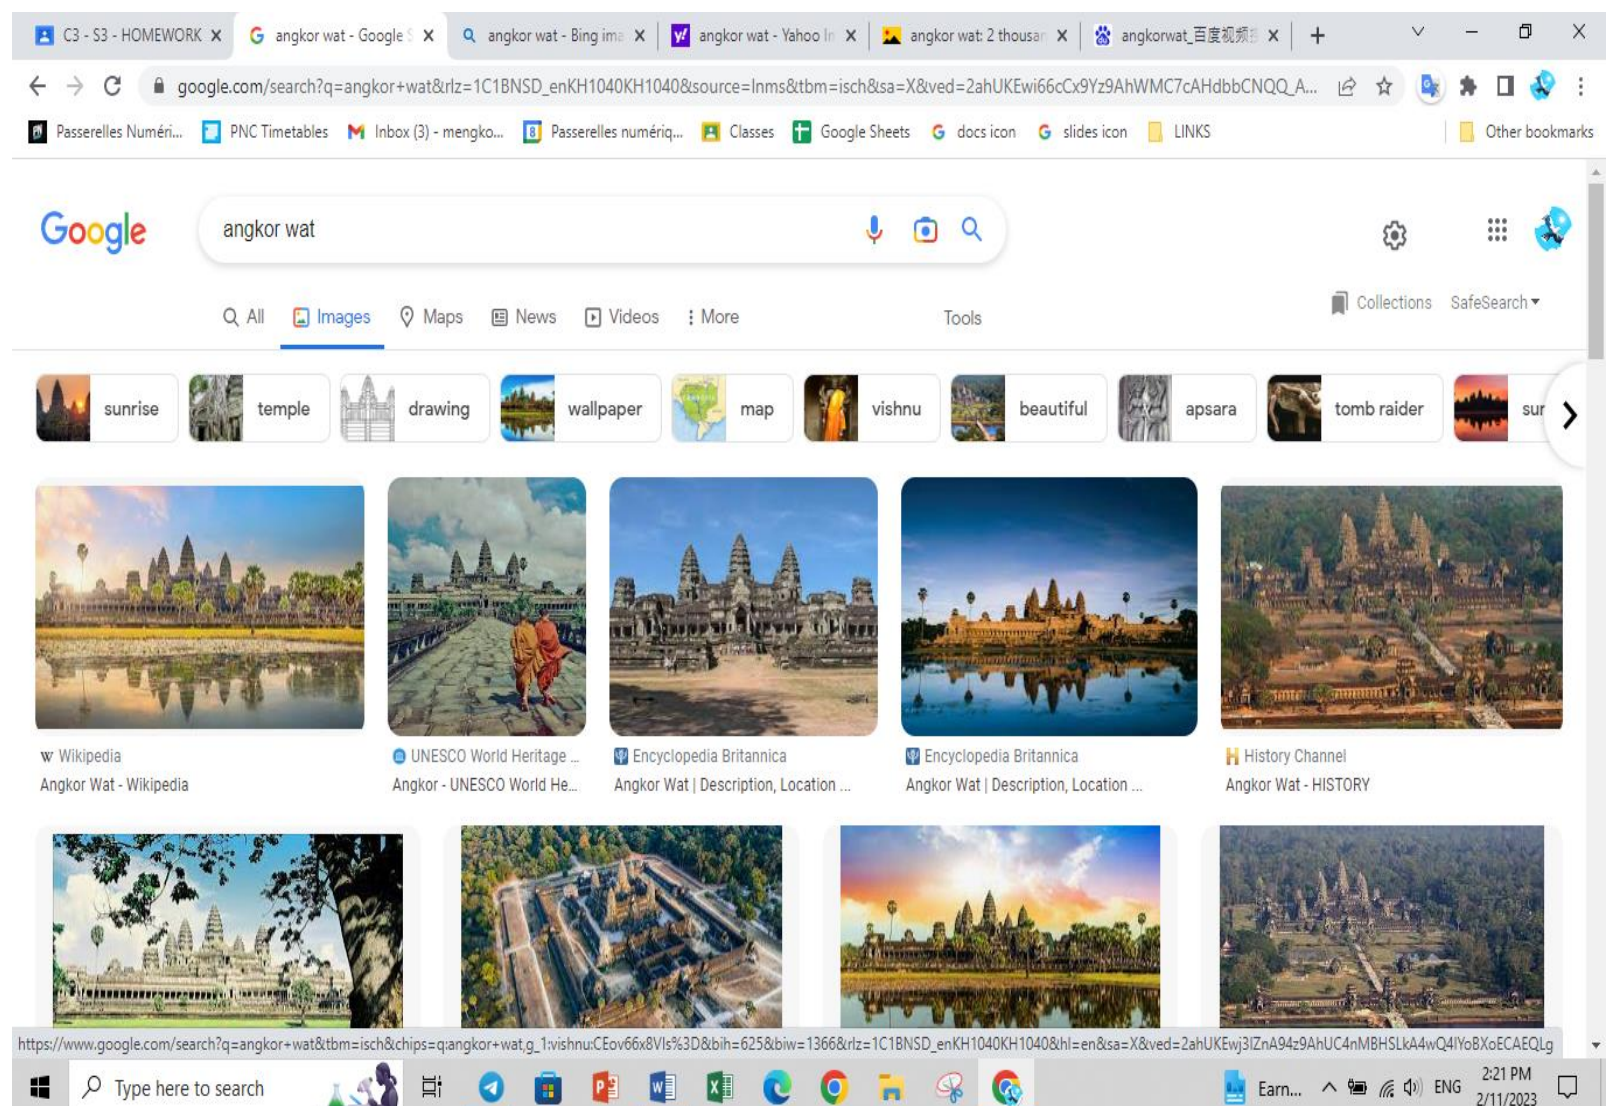 C3 - S3 - HOMEWORK
angkor wat - Google S
angkor wat - Bing ima
angkor wat - Yahoo In
angkor wat: 2 thousan
angkorwat_百度视频搜
google.com/search?q=angkor+wat&rlz=1C1BNSD_enKH1040KH1040&source=lnms&tbm=isch&sa=X&ved=2ahUKEwi66cCx9Yz9AhWMC7cAHdbbCNQQ_A...
Passerelles Numéri... PNC Timetables Inbox (3) - mengko... Passerelles numériq... Classes Google Sheets docs icon slides icon LINKS Other bookmarks
Google angkor wat
All Images Maps News Videos More Tools Collections SafeSearch
sunrise temple drawing wallpaper map vishnu beautiful apsara tomb raider sur
W Wikipedia
Angkor Wat - Wikipedia
UNESCO World Heritage ...
Angkor - UNESCO World He...
Encyclopedia Britannica
Angkor Wat | Description, Location ...
Encyclopedia Britannica
Angkor Wat | Description, Location ...
H History Channel
Angkor Wat - HISTORY
https://www.google.com/search?q=angkor+wat&tbm=isch&chips=q:angkor+wat,g_1:vishnu:CEov66x8VIs%3D&bih=625&biw=1366&rlz=1C1BNSD_enKH1040KH1040&hl=en&sa=X&ved=2ahUKEwj3lZnA94z9AhUC4nMBHSLkA4wQ4lYoBXoECAEQLg
Type here to search
Earn... ENG
2:21 PM
2/11/2023